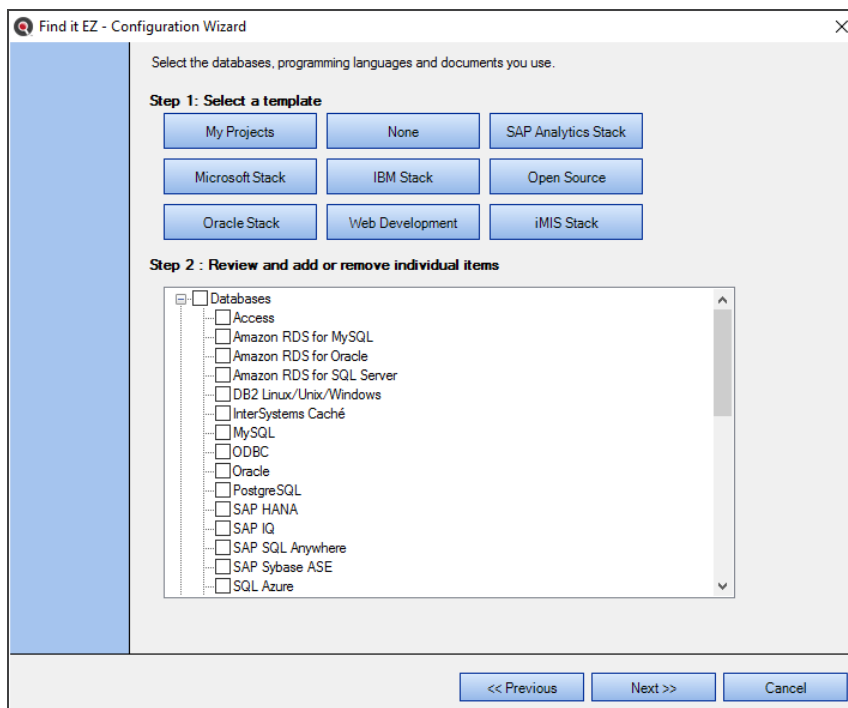 Find it EZ - Configuration Wizard
Select the databases, programming languages and documents you use.
Step 1: Select a template
My Projects None SAP Analytics Stack
Microsoft Stack IBM Stack Open Source
Oracle Stack Web Development iMIS Stack
Step 2 : Review and add or remove individual items
Databases
Access
Amazon RDS for MySQL
Amazon RDS for Oracle
Amazon RDS for SQL Server
DB2 Linux/Unix/Windows
InterSystems Caché
MySQL
ODBC
Oracle
PostgreSQL
SAP HANA
SAP IQ
SAP SQL Anywhere
SAP Sybase ASE
SQL Azure
<< Previous Next >> Cancel